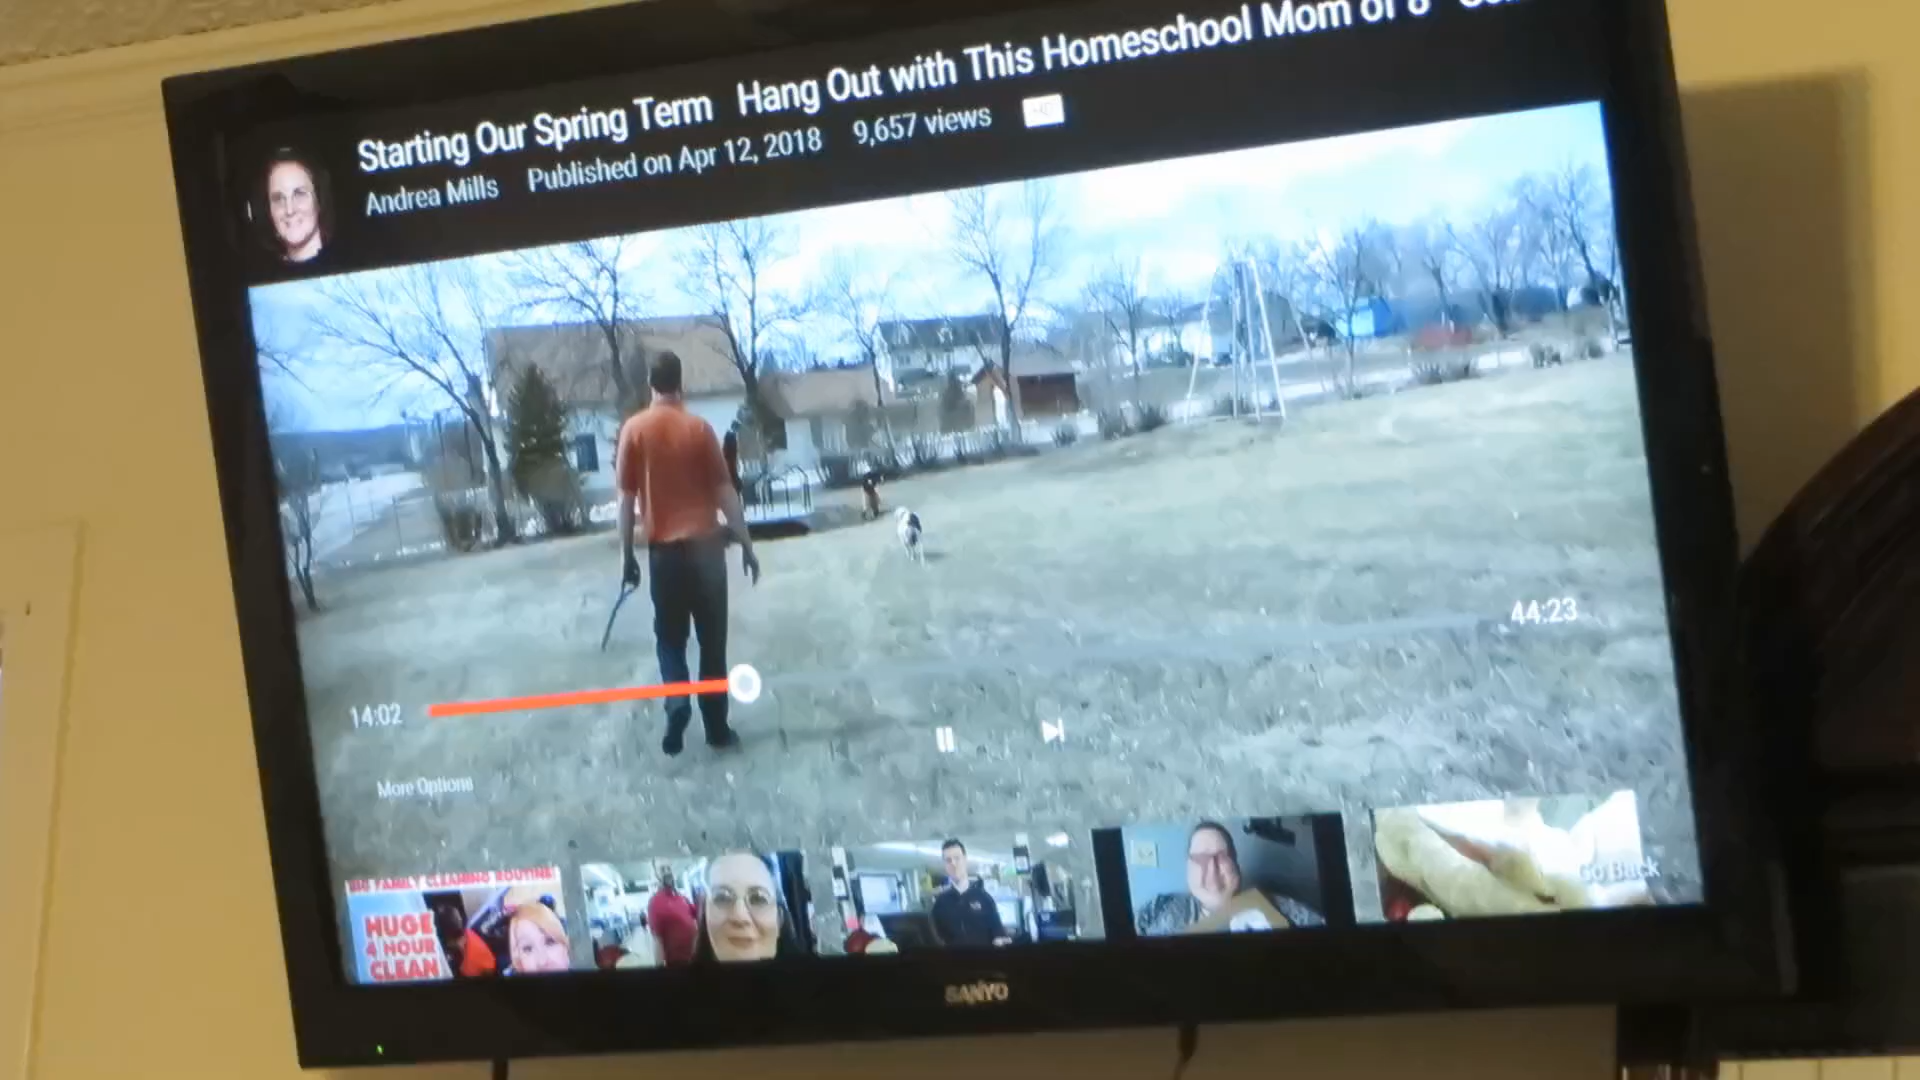 Starting Our Spring Term Hang Out with This Homeschool Mom of 8
Andrea Mills Published on Apr 12, 2018 9,657 views HD
44:23
14:02
More Options
Go Back
BIG FAMILY CLEANING ROUTINE!
HUGE
4 HOUR
CLEAN
SANYO